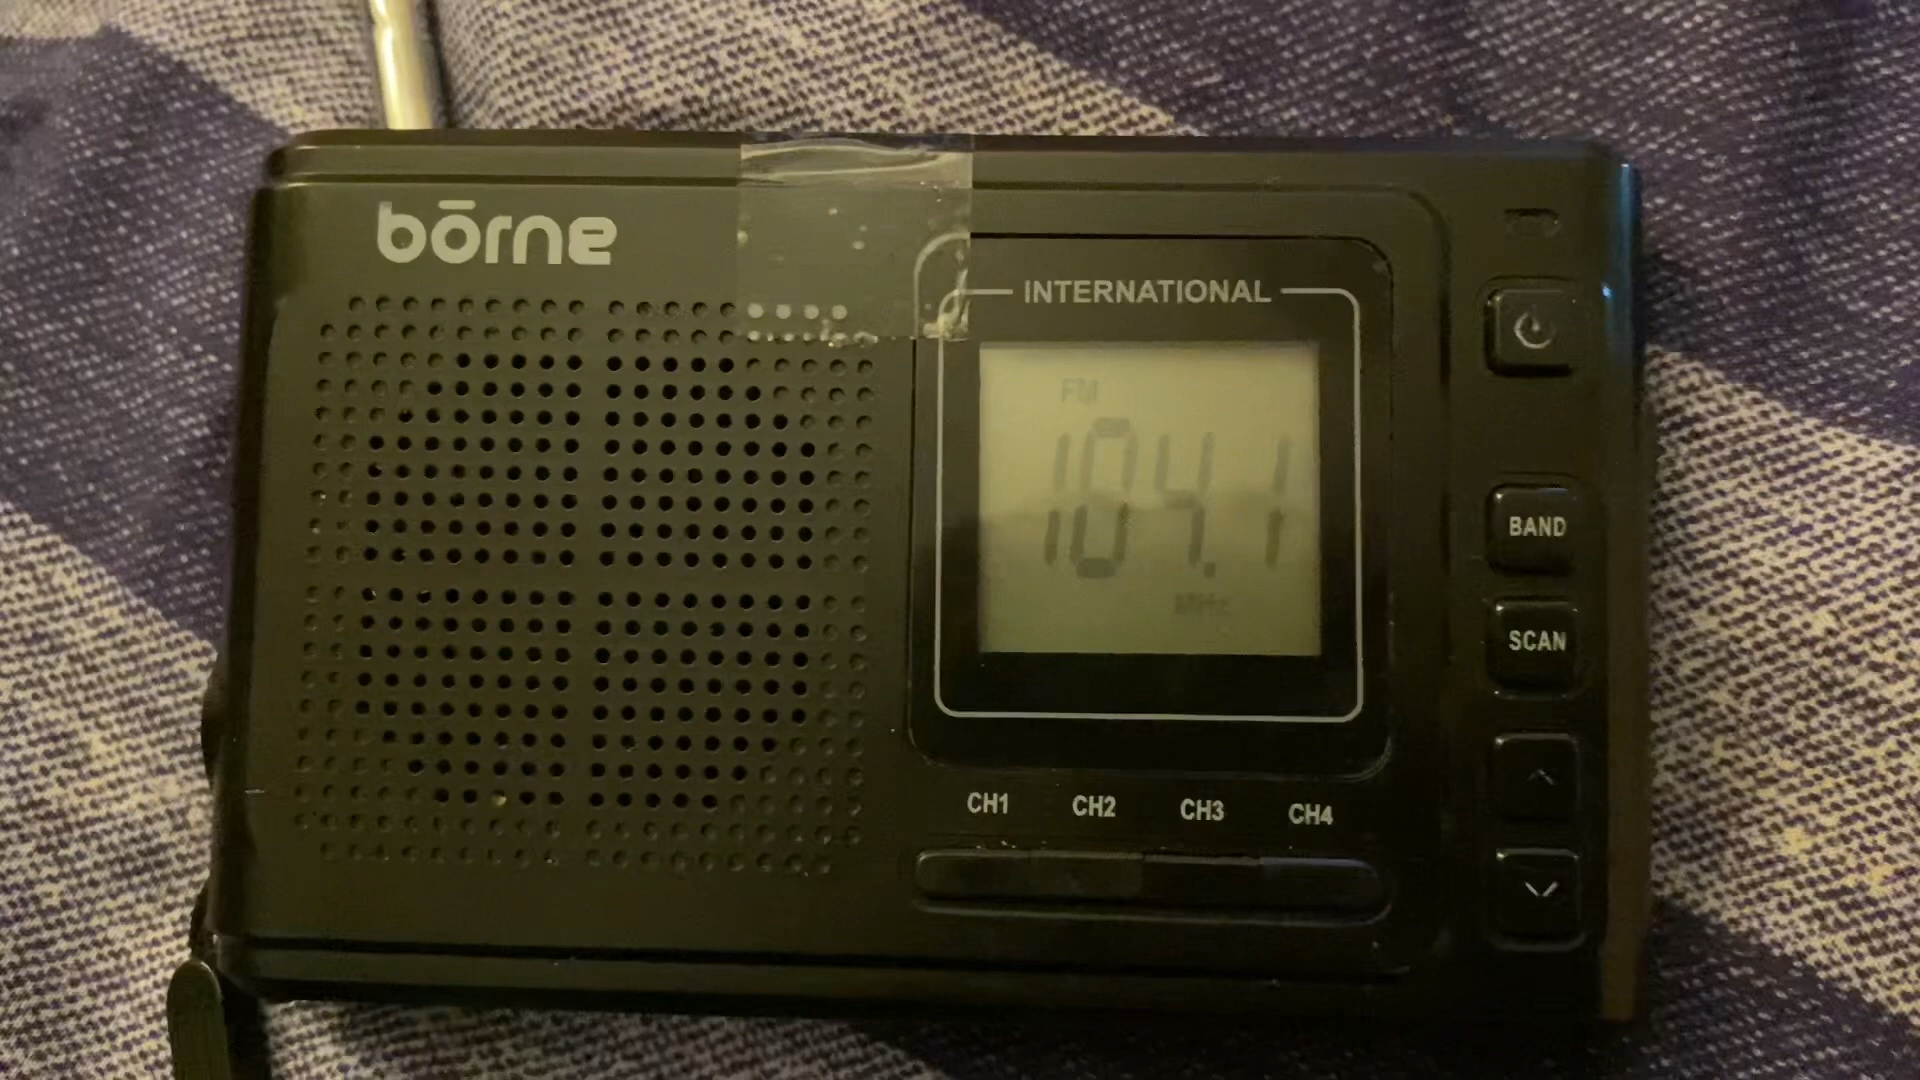 bōrne
INTERNATIONAL
FM
104.1
MHz
BAND
SCAN
CH1 CH2 CH3 CH4